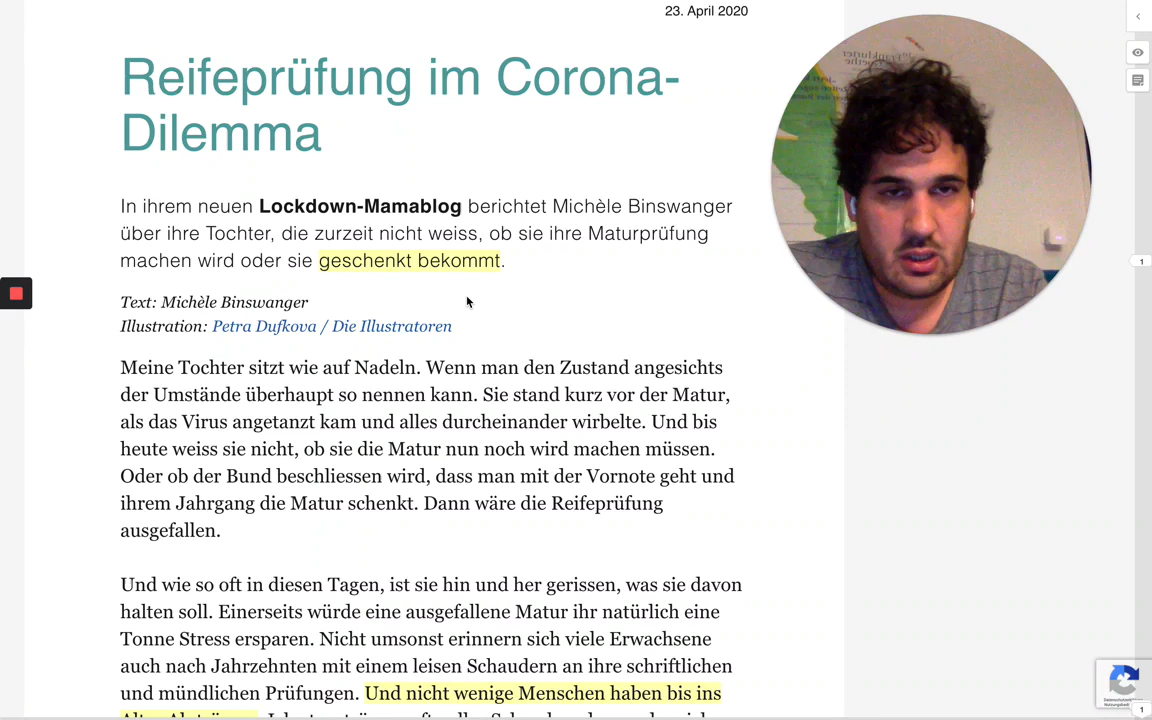 23. April 2020
Reifeprüfung im Corona-
Dilemma
In ihrem neuen Lockdown-Mamablog berichtet Michèle Binswanger
über ihre Tochter, die zurzeit nicht weiss, ob sie ihre Maturprüfung
machen wird oder sie geschenkt bekommt.
Text: Michèle Binswanger
Illustration: Petra Dufkova / Die Illustratoren
Meine Tochter sitzt wie auf Nadeln. Wenn man den Zustand angesichts
der Umstände überhaupt so nennen kann. Sie stand kurz vor der Matur,
als das Virus angetanzt kam und alles durcheinander wirbelte. Und bis
heute weiss sie nicht, ob sie die Matur nun noch wird machen müssen.
Oder ob der Bund beschliessen wird, dass man mit der Vornote geht und
ihrem Jahrgang die Matur schenkt. Dann wäre die Reifeprüfung
ausgefallen.
Und wie so oft in diesen Tagen, ist sie hin und her gerissen, was sie davon
halten soll. Einerseits würde eine ausgefallene Matur ihr natürlich eine
Tonne Stress ersparen. Nicht umsonst erinnern sich viele Erwachsene
auch nach Jahrzehnten mit einem leisen Schaudern an ihre schriftlichen
und mündlichen Prüfungen. Und nicht wenige Menschen haben bis ins
1
1